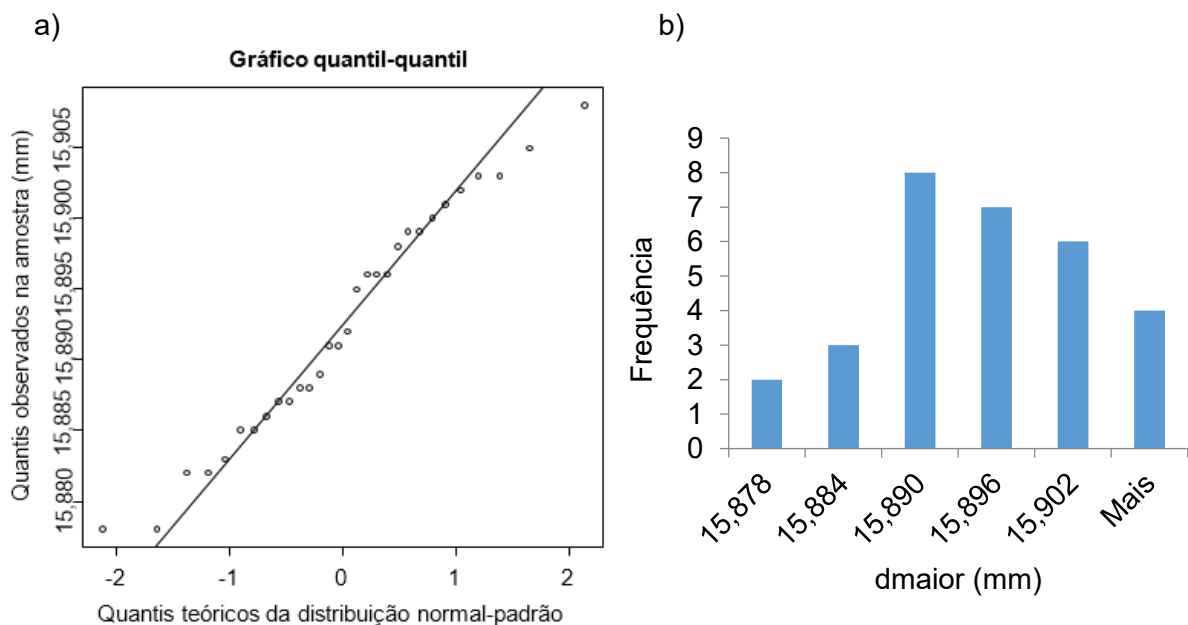 a)
Gráfico quantil-quantil
Quantis observados na amostra (mm)
15,905
15,900
15,895
15,890
15,885
15,880
-2 -1 0 1 2
Quantis teóricos da distribuição normal-padrão
b)
Frequência
9
8
7
6
5
4
3
2
1
0
15,878 15,884 15,890 15,896 15,902 Mais
dmaior (mm)